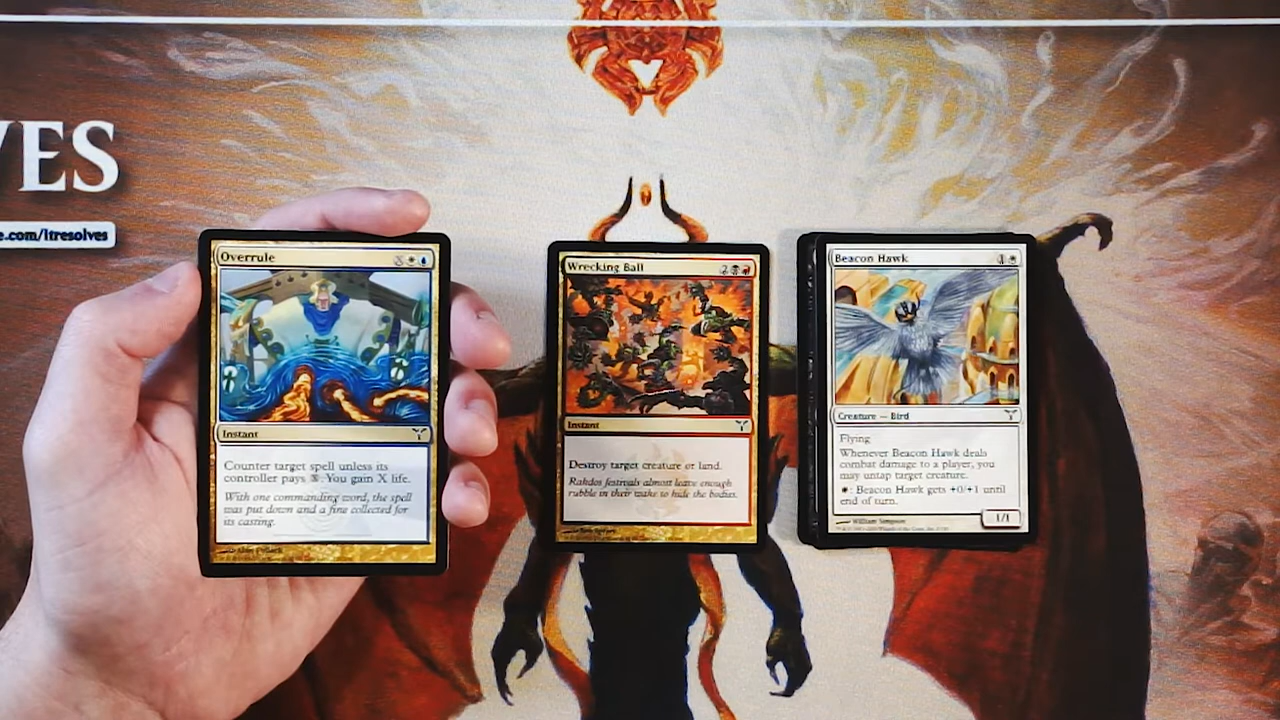 VES
e.com/Itresolves
Overrule
X
Instant
Counter target spell unless its
controller pays X. You gain X life.
With one commanding word, the spell
was put down and a fine collected for
its casting.
Wrecking Ball
2
Instant
Destroy target creature or land.
Rakdos festivals almost leave enough
rubble in their wake to hide the bodies.
Beacon Hawk
1
Creature — Bird
Flying
Whenever Beacon Hawk deals
combat damage to a player, you
may untap target creature.
: Beacon Hawk gets +0/+1 until
end of turn.
1/1
William Simpson